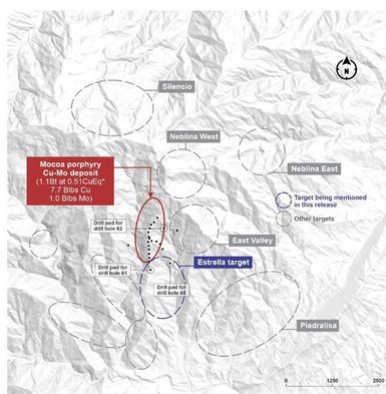 N
Silencio
Neblina West
Neblina East
Mocoa porphyry
Cu-Mo deposit
(1.1Bt at 0.51CuEq*
7.7 Blbs Cu
1.0 Blbs Mo)
Target being mentioned
in this release
Other targets
Drill pad for
drill hole 62
East Valley
Estrella target
Drill pad for
drill hole 61
Drill pad for
drill hole
Piedralisa
0 1250 2500